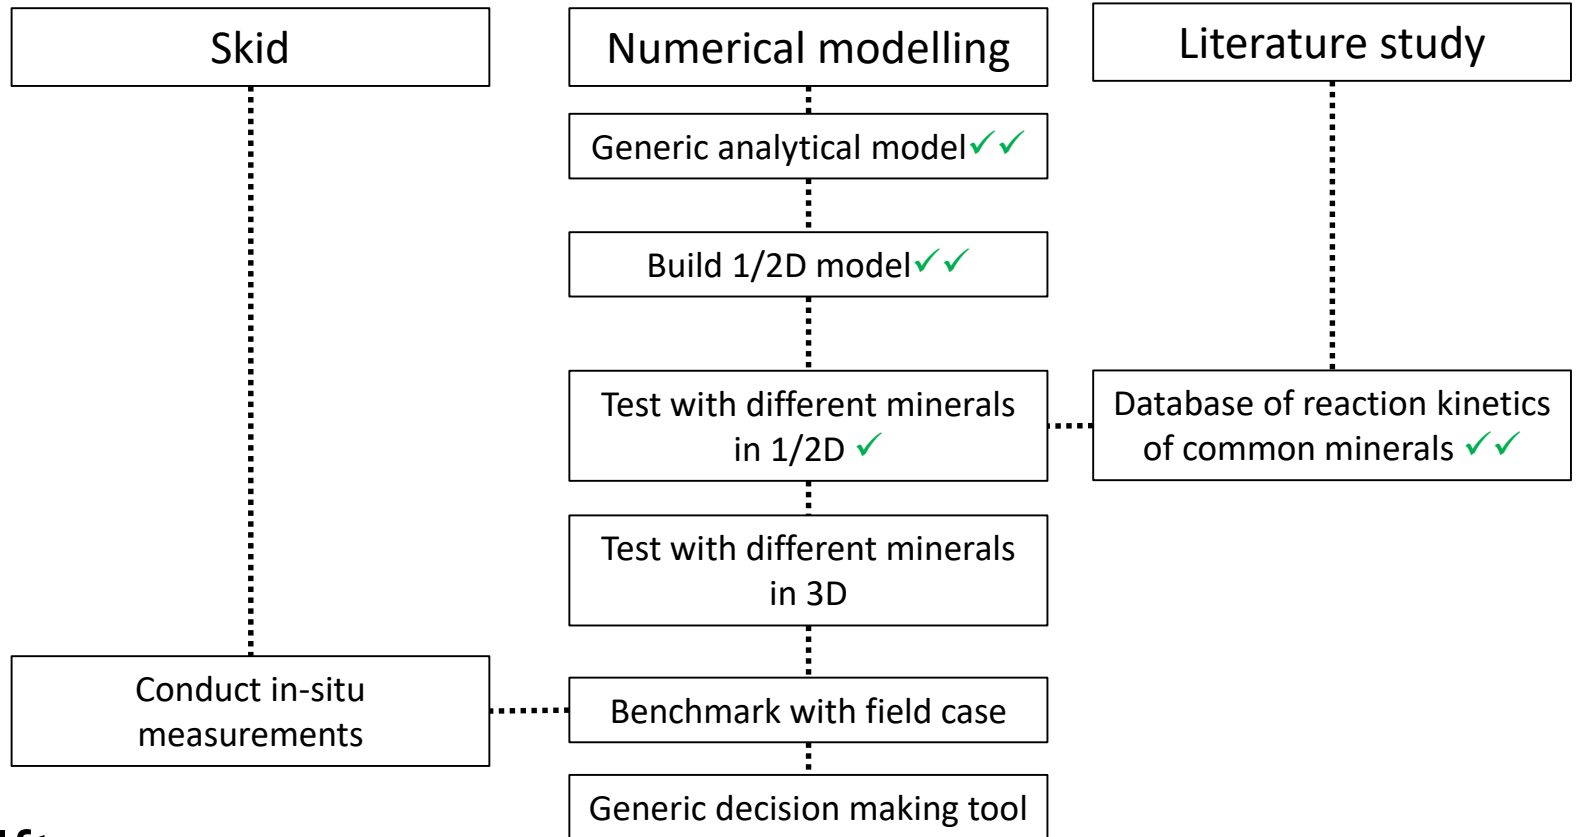 Skid
Numerical modelling
Literature study
Generic analytical model✓✓
Build 1/2D model✓✓
Test with different minerals
in 1/2D ✓
Database of reaction kinetics
of common minerals ✓✓
Test with different minerals
in 3D
Conduct in-situ
measurements
Benchmark with field case
Generic decision making tool